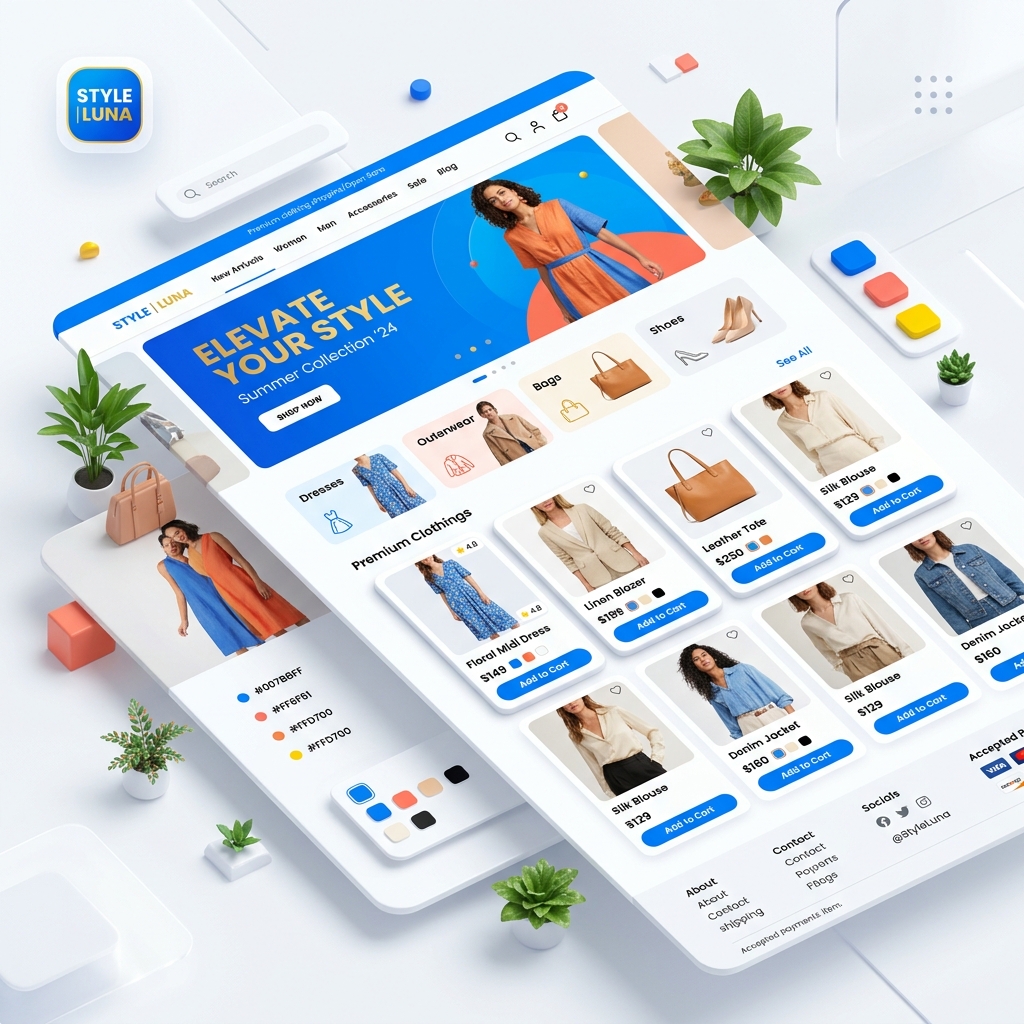 STYLE
LUNA
Search
Premium clothing shopping/Open Sans
New Arrivals Women Man Accessories Sale Blog
STYLE | LUNA
ELEVATE
YOUR STYLE
Summer Collection '24
SHOP NOW
Dresses
Outerwear
Bags
Shoes
See All
Premium Clothings
4.8
4.8
Floral Midi Dress
$149
Add to Cart
Linen Blazer
Add to Cart
Leather Tote
$250
Add to Cart
Silk Blouse
$129
Add to Cart
Silk Blouse
$129
Add to Cart
Denim Jacket
$160
Add to Cart
Silk Blouse
$129
Add to Cart
Denim Jacke
$160
#007BFF
#FF6F61
#FFD700
#FFD700
About
About
Contact
shipping
Contact
Contact
Socials
@StyleLuna
Accepted P
VISA
Accepted payments item.